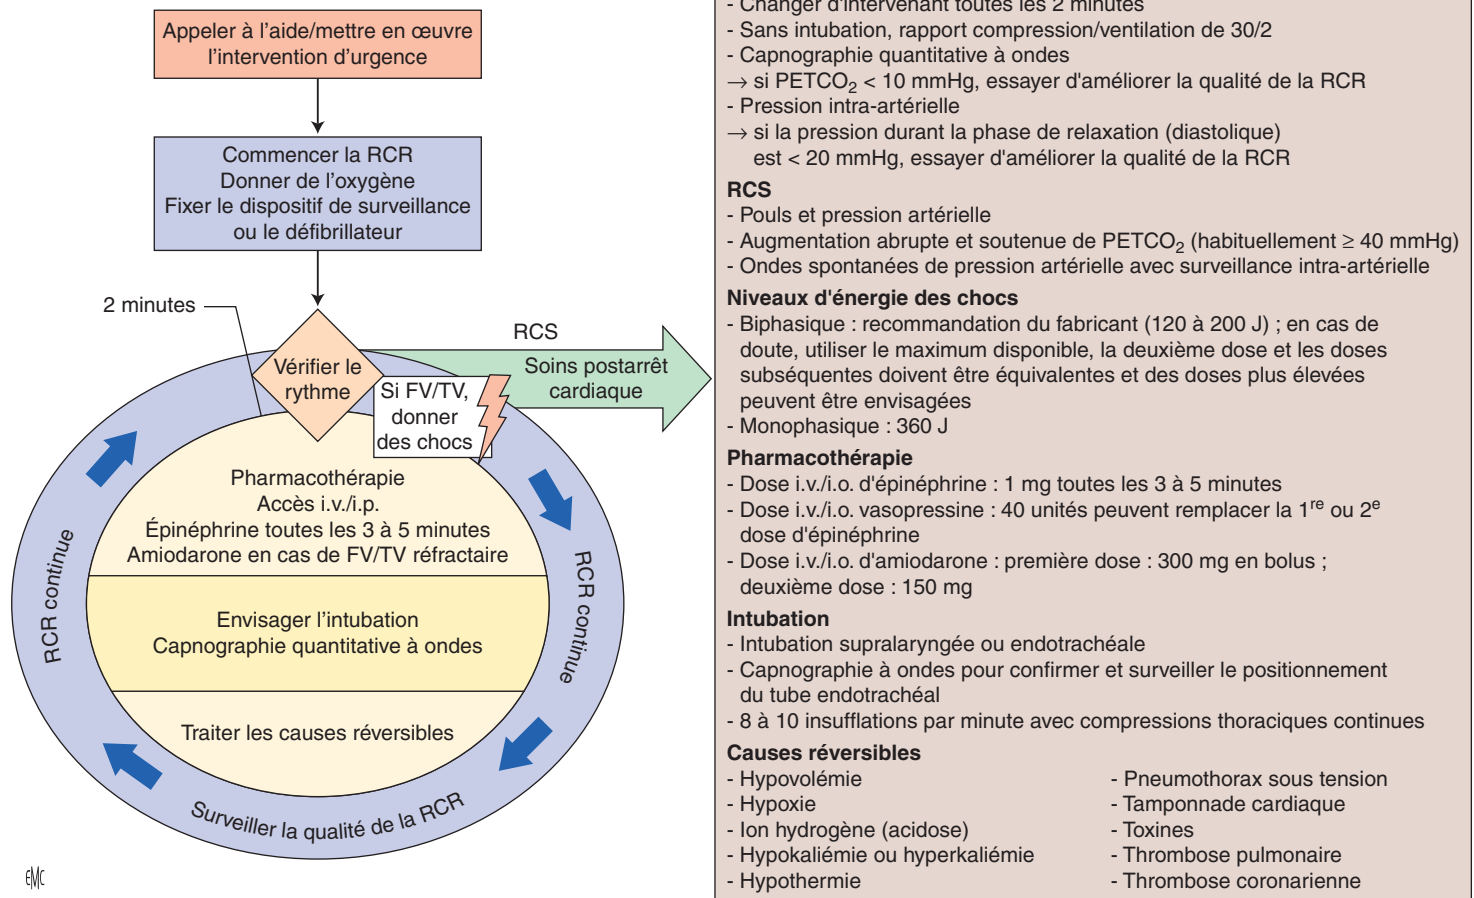 Appeler à l'aide/mettre en œuvre
l'intervention d'urgence
Commencer la RCR
Donner de l'oxygène
Fixer le dispositif de surveillance
ou le défibrillateur
2 minutes
Vérifier le
rythme
RCS
Soins postarrêt
cardiaque
Si FV/TV,
donner
des chocs
Pharmacothérapie
Accès i.v./i.p.
Épinéphrine toutes les 3 à 5 minutes
Amiodarone en cas de FV/TV réfractaire
Envisager l'intubation
Capnographie quantitative à ondes
Traiter les causes réversibles
RCR continue
RCR continue
Surveiller la qualité de la RCR
EMC
- Changer d'intervenant toutes les 2 minutes
- Sans intubation, rapport compression/ventilation de 30/2
- Capnographie quantitative à ondes
→ si PETCO₂ < 10 mmHg, essayer d'améliorer la qualité de la RCR
- Pression intra-artérielle
→ si la pression durant la phase de relaxation (diastolique)
est < 20 mmHg, essayer d'améliorer la qualité de la RCR
RCS
- Pouls et pression artérielle
- Augmentation abrupte et soutenue de PETCO₂ (habituellement ≥ 40 mmHg)
- Ondes spontanées de pression artérielle avec surveillance intra-artérielle
Niveaux d'énergie des chocs
- Biphasique : recommandation du fabricant (120 à 200 J) ; en cas de
doute, utiliser le maximum disponible, la deuxième dose et les doses
subséquentes doivent être équivalentes et des doses plus élevées
peuvent être envisagées
- Monophasique : 360 J
Pharmacothérapie
- Dose i.v./i.o. d'épinéphrine : 1 mg toutes les 3 à 5 minutes
- Dose i.v./i.o. vasopressine : 40 unités peuvent remplacer la 1re ou 2e
dose d'épinéphrine
- Dose i.v./i.o. d'amiodarone : première dose : 300 mg en bolus ;
deuxième dose : 150 mg
Intubation
- Intubation supralaryngée ou endotrachéale
- Capnographie à ondes pour confirmer et surveiller le positionnement
du tube endotrachéal
- 8 à 10 insufflations par minute avec compressions thoraciques continues
Causes réversibles
- Hypovolémie
- Hypoxie
- Ion hydrogène (acidose)
- Hypokaliémie ou hyperkaliémie
- Hypothermie
- Pneumothorax sous tension
- Tamponnade cardiaque
- Toxines
- Thrombose pulmonaire
- Thrombose coronarienne